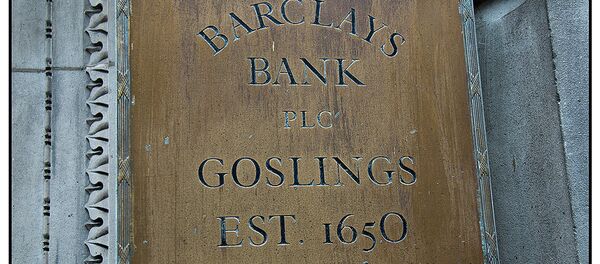 BARCLAYS
BANK
PLC
GOSLINGS
EST. 1650